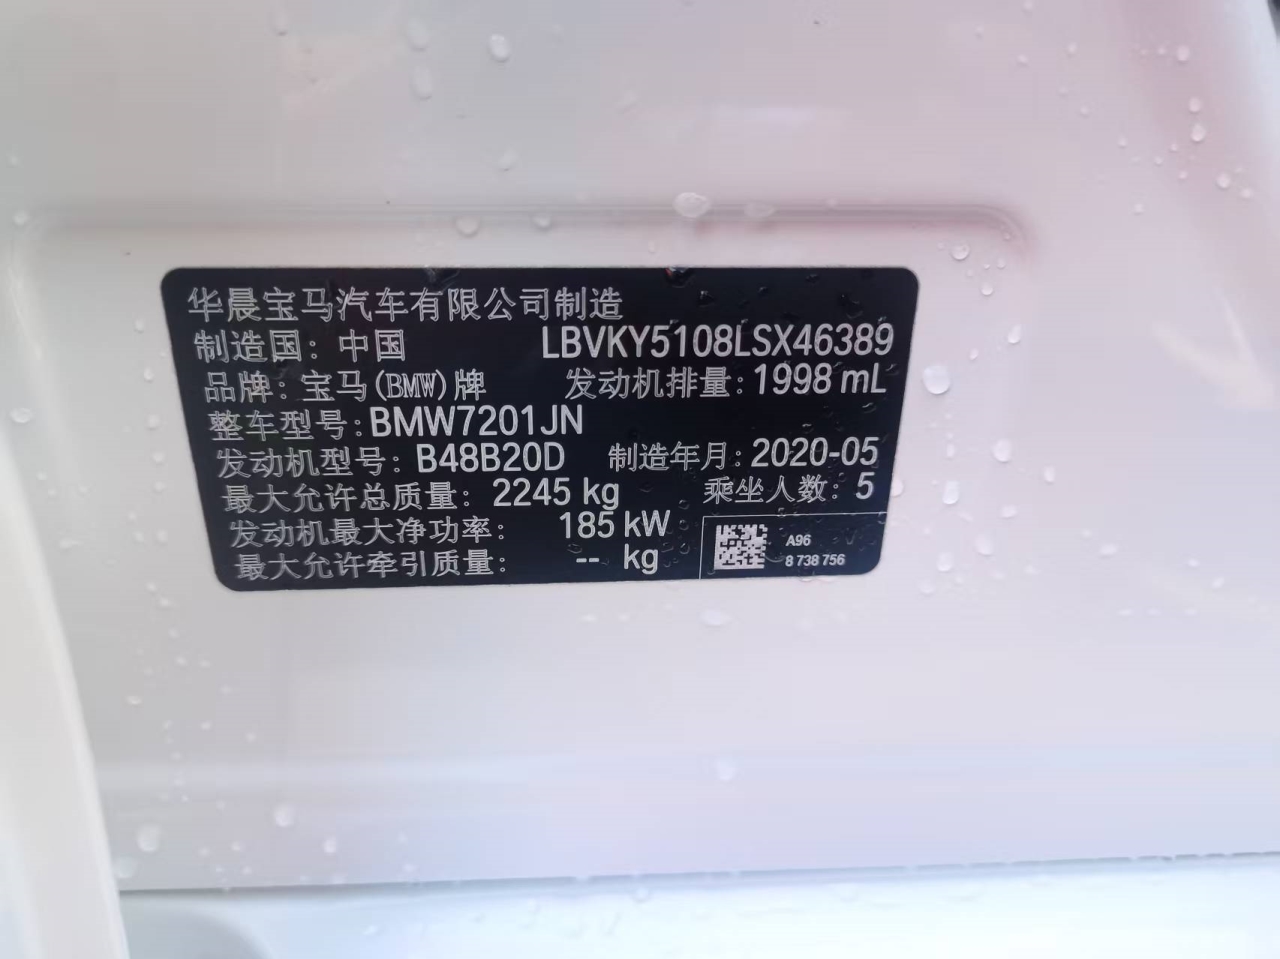 华晨宝马汽车有限公司制造
制造国：中国 LBVKY5108LSX46389
品牌：宝马(BMW)牌 发动机排量：1998 mL
整车型号：BMW7201JN
发动机型号：B48B20D 制造年月：2020-05
最大允许总质量：2245 kg 乘坐人数：5
发动机最大净功率：185 kW
最大允许牵引质量：-- kg
A96
8 738 756